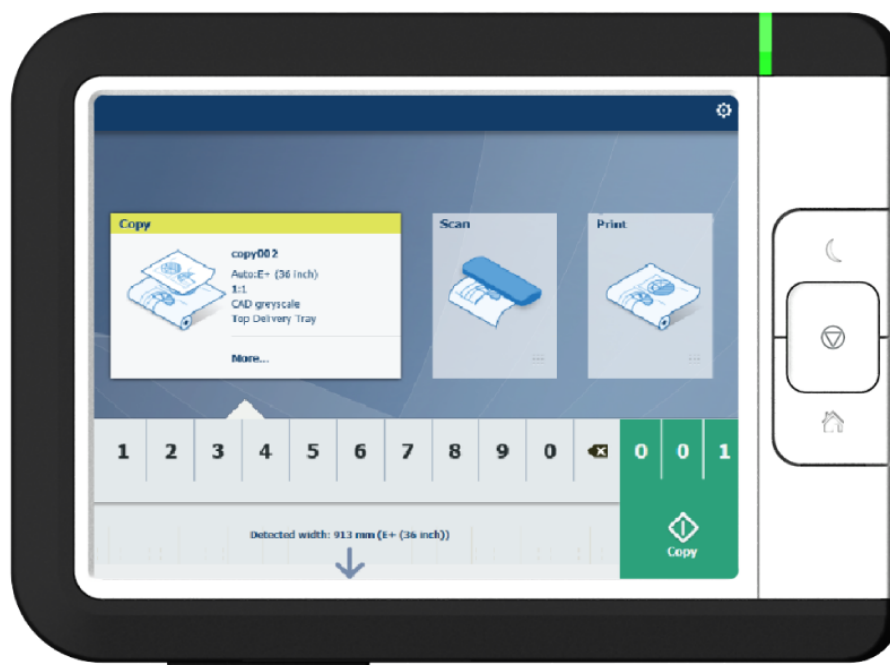 Copy
copy002
Auto:E+ (36 inch)
1:1
CAD greyscale
Top Delivery Tray
More...
Scan
Print
1 2 3 4 5 6 7 8 9 0 0 0 1
Detected width: 913 mm (E+ (36 inch))
Copy